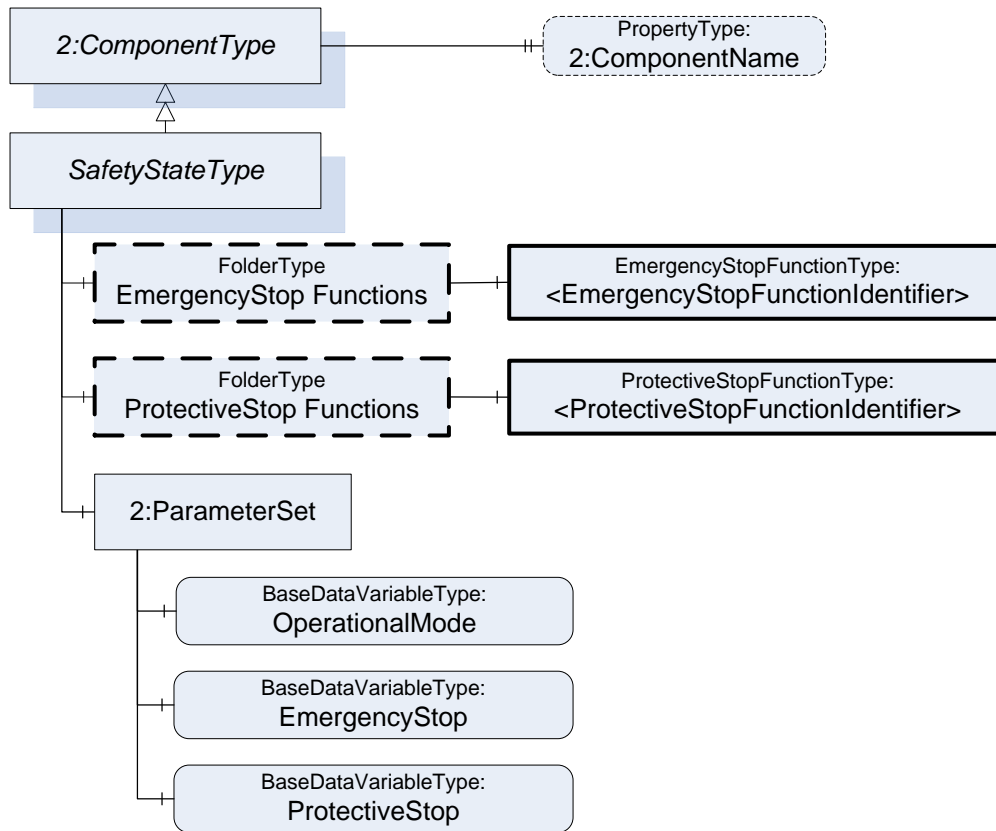 2:ComponentType
PropertyType:
2:ComponentName
SafetyStateType
FolderType
EmergencyStop Functions
EmergencyStopFunctionType:
<EmergencyStopFunctionIdentifier>
FolderType
ProtectiveStop Functions
ProtectiveStopFunctionType:
<ProtectiveStopFunctionIdentifier>
2:ParameterSet
BaseDataVariableType:
OperationalMode
BaseDataVariableType:
EmergencyStop
BaseDataVariableType:
ProtectiveStop